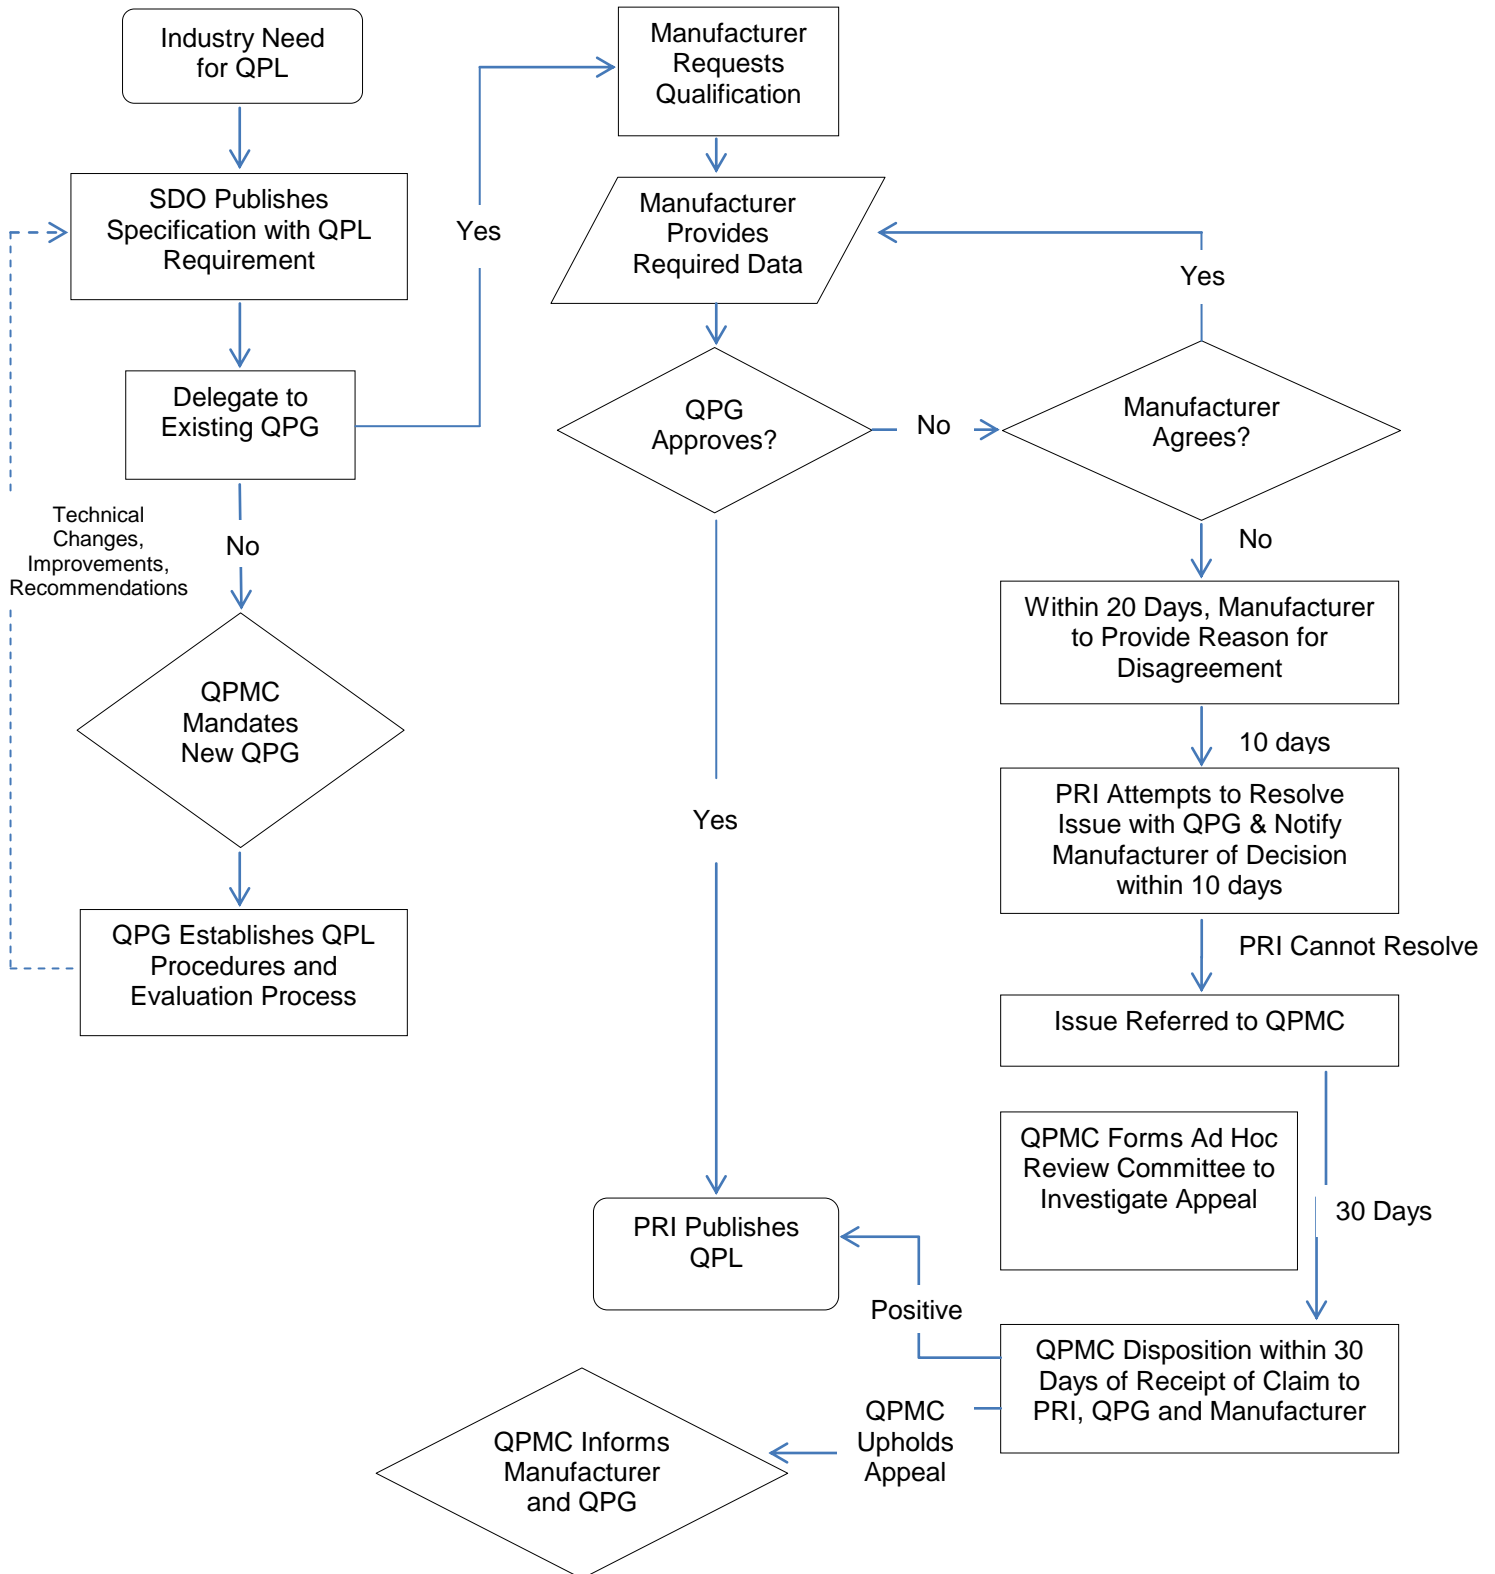 Industry Need
for QPL
SDO Publishes
Specification with QPL
Requirement
Delegate to
Existing QPG
Yes
No
Technical
Changes,
Improvements,
Recommendations
QPMC
Mandates
New QPG
QPG Establishes QPL
Procedures and
Evaluation Process
Manufacturer
Requests
Qualification
Manufacturer
Provides
Required Data
QPG
Approves?
No
Yes
Manufacturer
Agrees?
Yes
No
Within 20 Days, Manufacturer
to Provide Reason for
Disagreement
10 days
PRI Attempts to Resolve
Issue with QPG & Notify
Manufacturer of Decision
within 10 days
PRI Cannot Resolve
Issue Referred to QPMC
QPMC Forms Ad Hoc
Review Committee to
Investigate Appeal
30 Days
QPMC Disposition within 30
Days of Receipt of Claim to
PRI, QPG and Manufacturer
Positive
PRI Publishes
QPL
QPMC
Upholds
Appeal
QPMC Informs
Manufacturer
and QPG